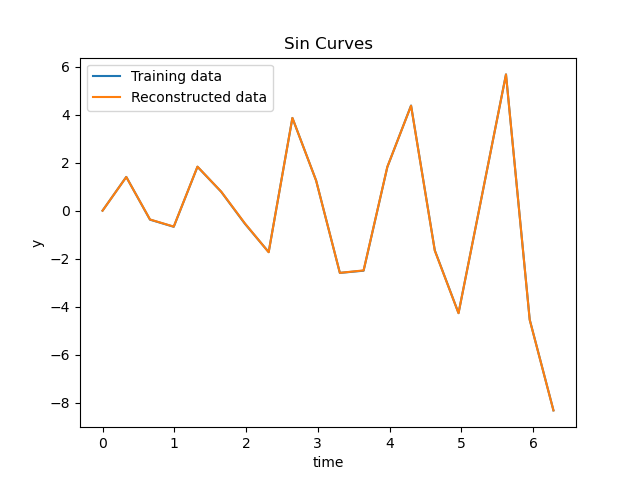 Sin Curves
Training data
Reconstructed data
6
4
2
0
−2
−4
−6
−8
y
0 1 2 3 4 5 6
time